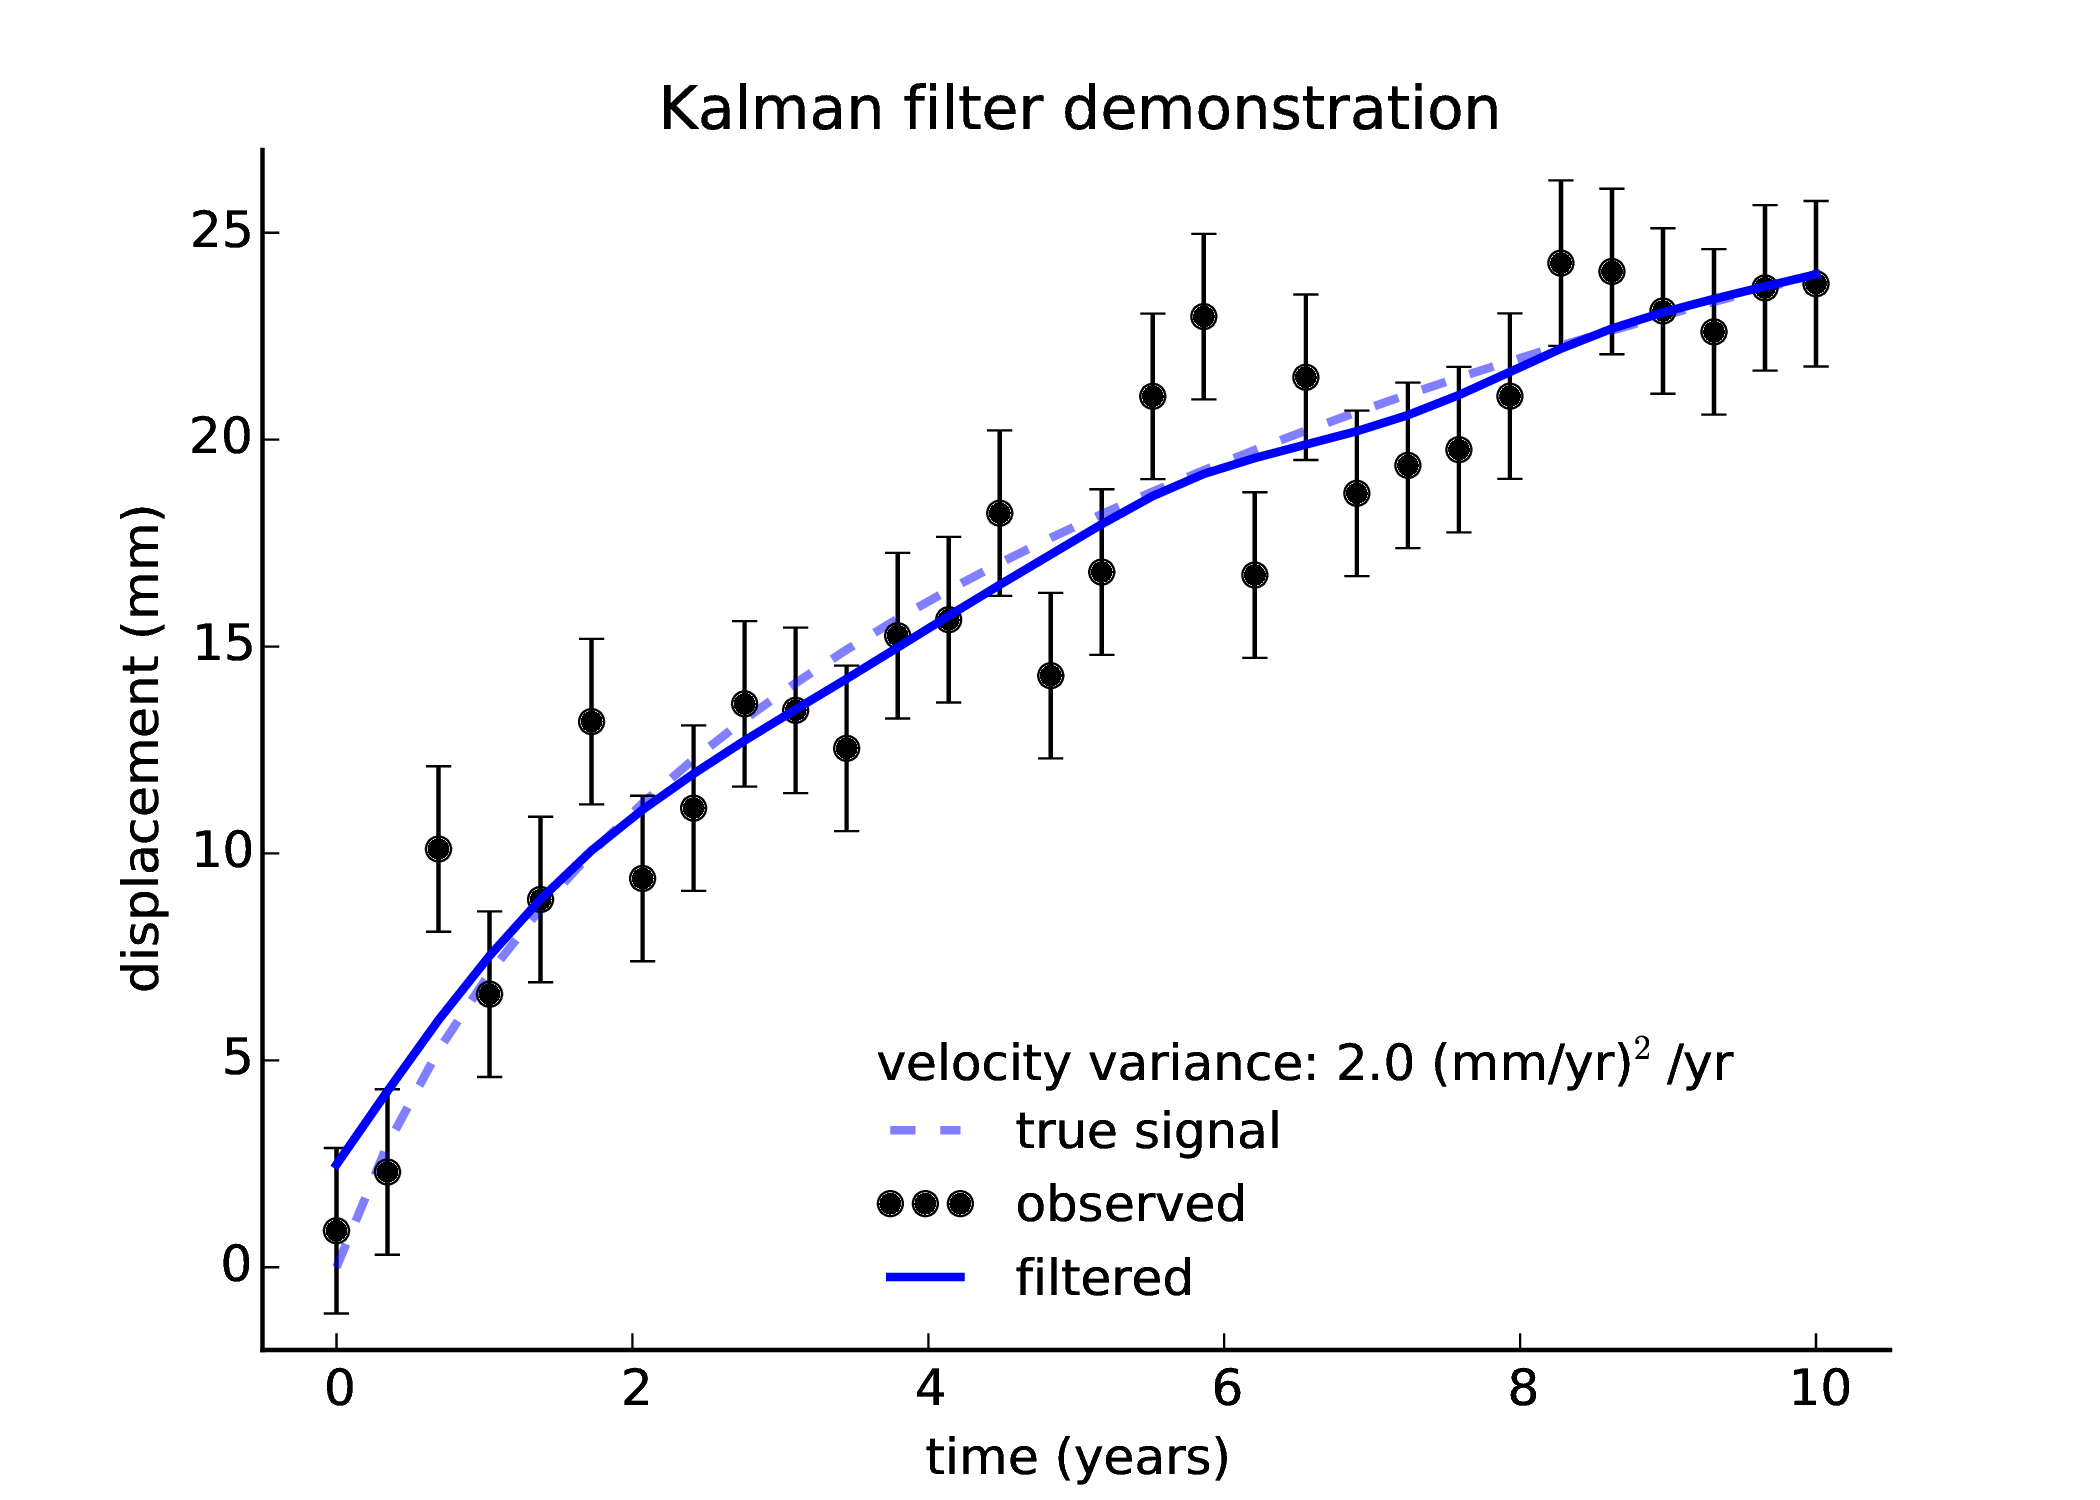 Kalman filter demonstration
25
20
15
10
5
0
displacement (mm)
velocity variance: 2.0 (mm/yr)² /yr
true signal
observed
filtered
0 2 4 6 8 10
time (years)